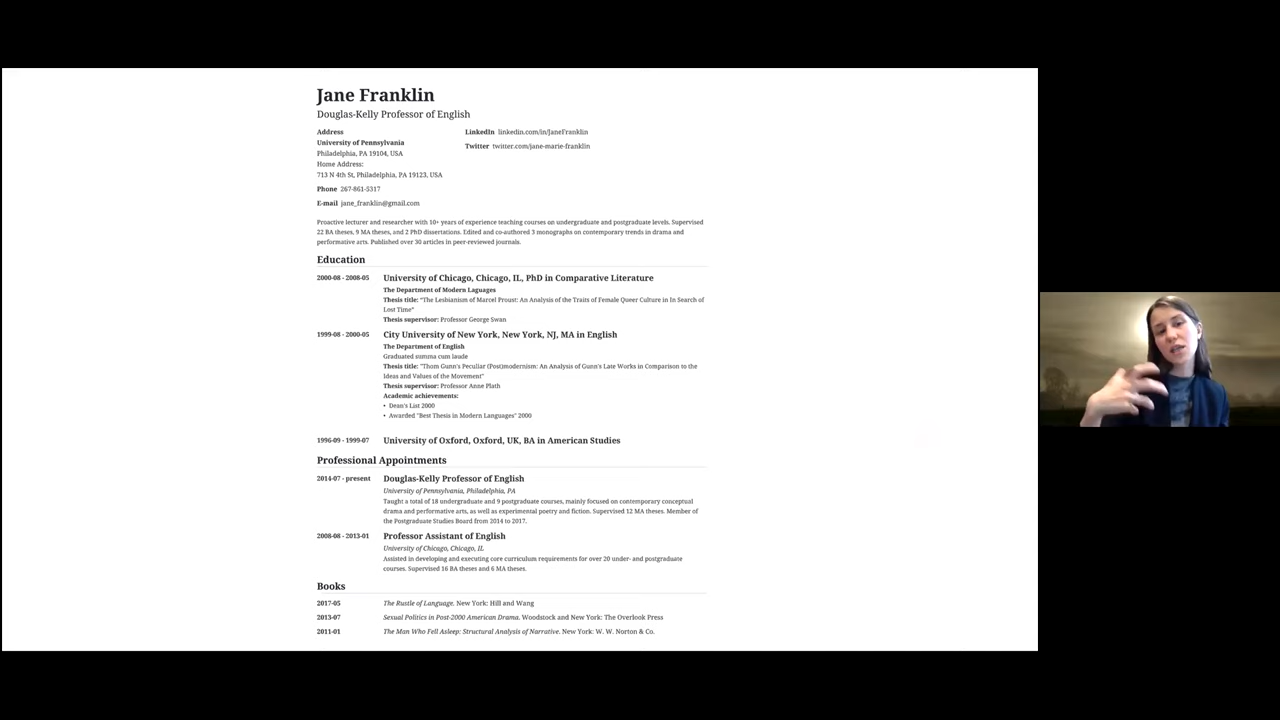 Jane Franklin
Douglas-Kelly Professor of English
Address
University of Pennsylvania
Philadelphia, PA 19104, USA
Home Address:
713 N 4th St, Philadelphia, PA 19123, USA
Phone 267-861-5317
E-mail jane_franklin@gmail.com
LinkedIn linkedin.com/in/JaneFranklin
Twitter twitter.com/jane-marie-franklin
Proactive lecturer and researcher with 10+ years of experience teaching courses on undergraduate and postgraduate levels. Supervised
22 BA theses, 9 MA theses, and 2 PhD dissertations. Edited and co-authored 3 monographs on contemporary trends in drama and
performative arts. Published over 30 articles in peer-reviewed journals.
Education
2000-08 - 2008-05 University of Chicago, Chicago, IL, PhD in Comparative Literature
The Department of Modern Laguages
Thesis title: "The Lesbianism of Marcel Proust: An Analysis of the Traits of Female Queer Culture in In Search of
Lost Time"
Thesis supervisor: Professor George Swan
1999-08 - 2000-05 City University of New York, New York, NJ, MA in English
The Department of English
Graduated summa cum laude
Thesis title: "Thom Gunn's Peculiar (Post)modernism: An Analysis of Gunn's Late Works in Comparison to the
Ideas and Values of the Movement"
Thesis supervisor: Professor Anne Plath
Academic achievements:
• Dean's List 2000
• Awarded "Best Thesis in Modern Languages" 2000
1996-09 - 1999-07 University of Oxford, Oxford, UK, BA in American Studies
Professional Appointments
2014-07 - present Douglas-Kelly Professor of English
University of Pennsylvania, Philadelphia, PA
Taught a total of 18 undergraduate and 9 postgraduate courses, mainly focused on contemporary conceptual
drama and performative arts, as well as experimental poetry and fiction. Supervised 12 MA theses. Member of
the Postgraduate Studies Board from 2014 to 2017.
2008-08 - 2013-01 Professor Assistant of English
University of Chicago, Chicago, IL
Assisted in developing and executing core curriculum requirements for over 20 under- and postgraduate
courses. Supervised 16 BA theses and 6 MA theses.
Books
2017-05 The Rustle of Language. New York: Hill and Wang
2013-07 Sexual Politics in Post-2000 American Drama. Woodstock and New York: The Overlook Press
2011-01 The Man Who Fell Asleep: Structural Analysis of Narrative. New York: W. W. Norton & Co.